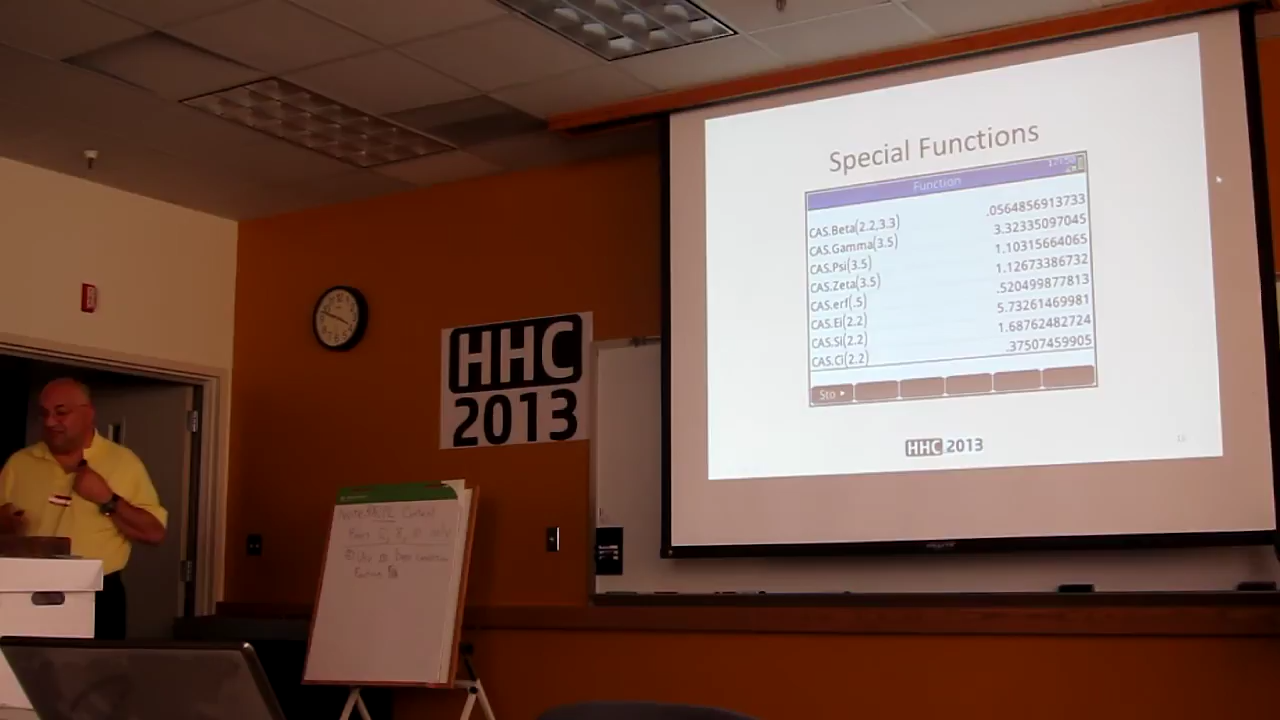 Special Functions
Function
CAS.Beta(2.2,3.3) .0564856913733
CAS.Gamma(3.5) 3.32335097045
CAS.Psi(3.5) 1.10315664065
CAS.Zeta(3.5) 1.12673386732
CAS.erf(.5) .520499877813
CAS.Ei(2.2) 5.73261469981
CAS.Si(2.2) 1.68762482724
CAS.Ci(2.2) .37507459905
Sto ▸
HHC 2013
HHC
2013